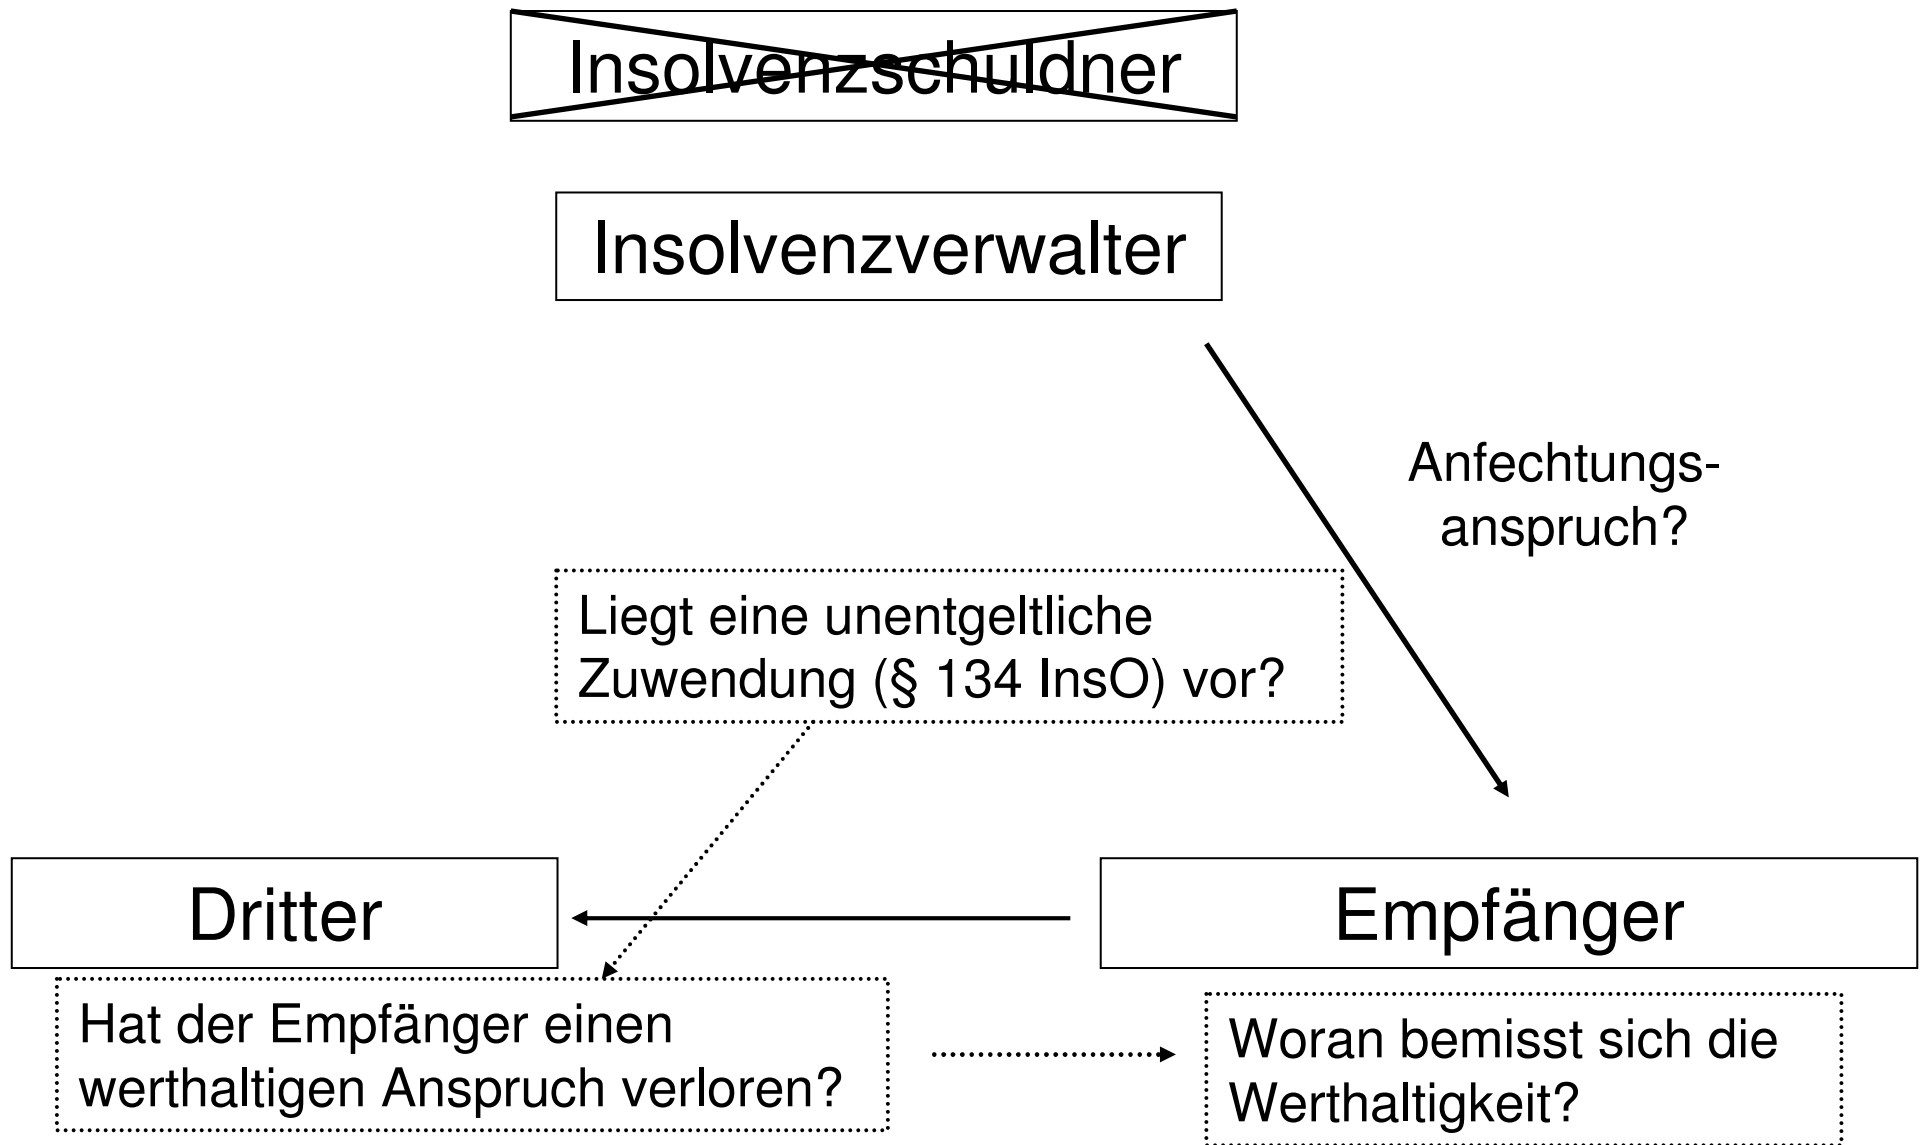 Insolvenzschuldner
Insolvenzverwalter
Anfechtungs-
anspruch?
Liegt eine unentgeltliche
Zuwendung (§ 134 InsO) vor?
Dritter
Empfänger
Hat der Empfänger einen
werthaltigen Anspruch verloren?
Woran bemisst sich die
Werthaltigkeit?